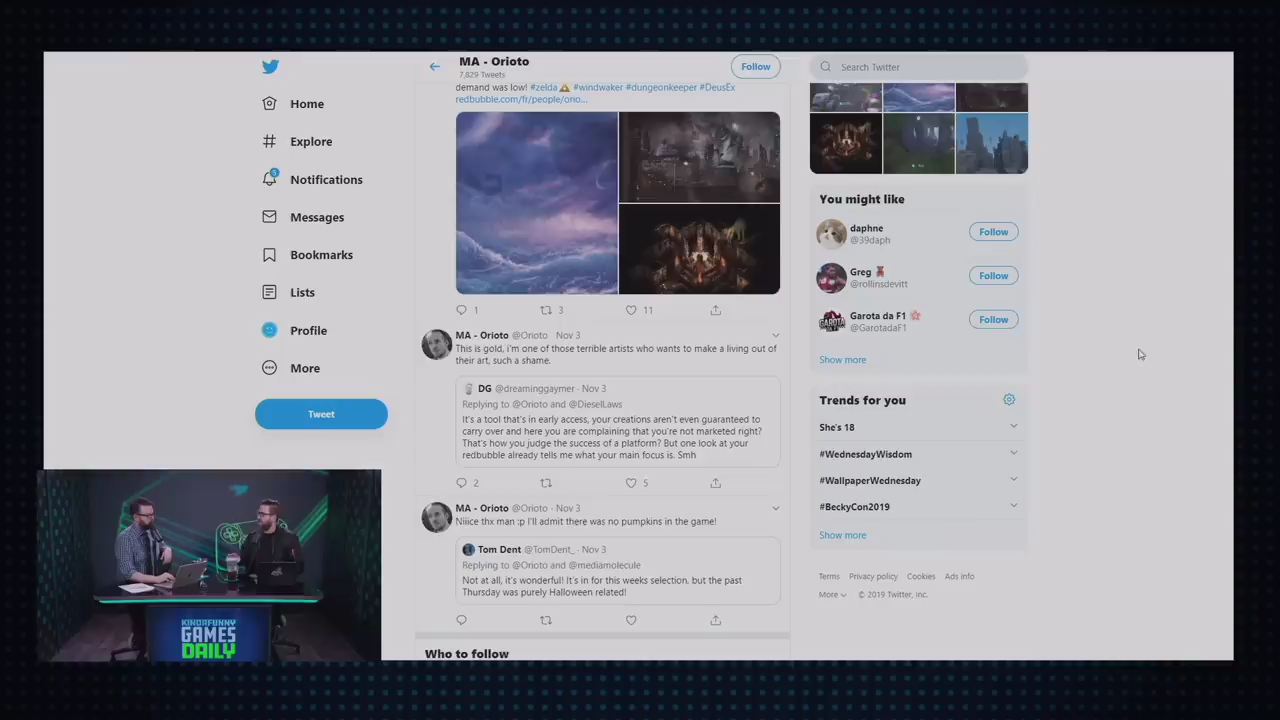 Home
Explore
5
Notifications
Messages
Bookmarks
Lists
Profile
More
Tweet
MA - Orioto
7,829 Tweets
Follow
demand was low! #zelda #windwaker #dungeonkeeper #DeusEx
redbubble.com/fr/people/orio...
1
3
11
MA - Orioto @Orioto · Nov 3
This is gold, i'm one of those terrible artists who wants to make a living out of
their art, such a shame.
DG @dreaminggaymer · Nov 3
Replying to @Orioto and @DieselLaws
It's a tool that's in early access, your creations aren't even guaranteed to
carry over and here you are complaining that you're not marketed right?
That's how you judge the success of a platform? But one look at your
redbubble already tells me what your main focus is. Smh
2
5
MA - Orioto @Orioto · Nov 3
Niiice thx man :p I'll admit there was no pumpkins in the game!
Tom Dent @TomDent_ · Nov 3
Replying to @Orioto and @mediamolecule
Not at all, it's wonderful! It's in for this weeks selection, but the past
Thursday was purely Halloween related!
Who to follow
Search Twitter
You might like
daphne
@39daph
Follow
Greg
@rollinsdevitt
Follow
Garota da F1
@GarotadaF1
Follow
Show more
Trends for you
She's 18
#WednesdayWisdom
#WallpaperWednesday
#BeckyCon2019
Show more
Terms Privacy policy Cookies Ads info
More © 2019 Twitter, Inc.
KINDA FUNNY
GAMES
DAILY